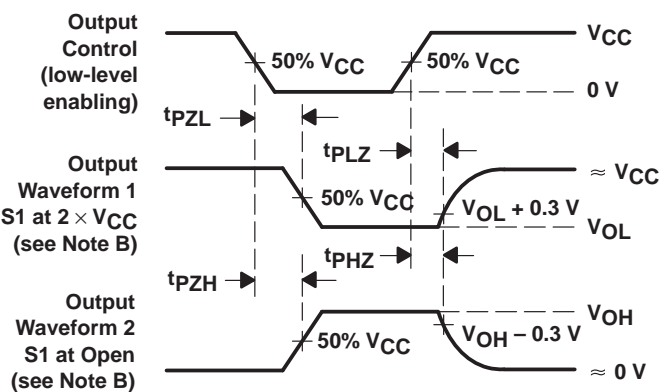 Output
Control
(low-level
enabling)
50% VCC
50% VCC
VCC
0 V
tPZL
tPLZ
Output
Waveform 1
S1 at 2 × VCC
(see Note B)
50% VCC
≈ VCC
VOL + 0.3 V
VOL
tPZH
tPHZ
Output
Waveform 2
S1 at Open
(see Note B)
50% VCC
VOH
VOH – 0.3 V
≈ 0 V